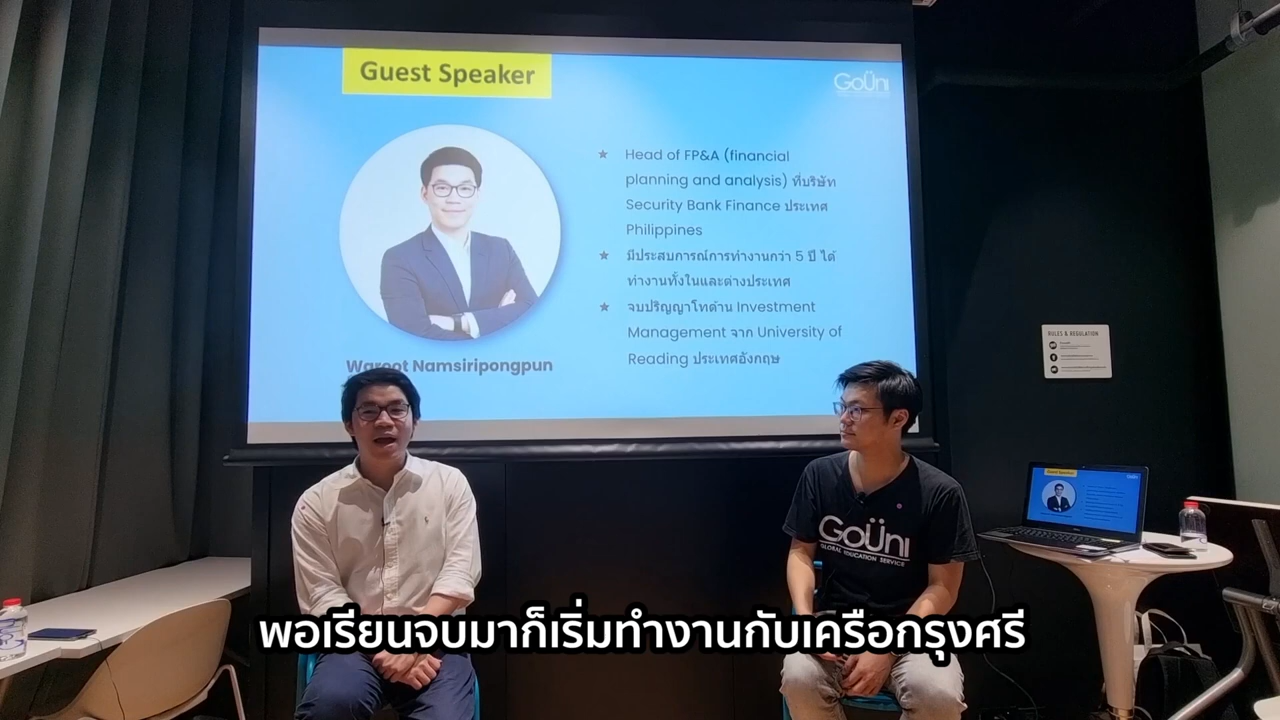 Guest Speaker
GoÜni
★ Head of FP&A (financial
planning and analysis) ที่บริษัท
Security Bank Finance ประเทศ
Philippines
★ มีประสบการณ์การทำงานกว่า 5 ปี ได้
ทำงานทั้งในและต่างประเทศ
★ จบปริญญาโทด้าน Investment
Management จาก University of
Reading ประเทศอังกฤษ
Namsiripongpun
RULES & REGULATION
Guest Speaker
GoÜni
GLOBAL EDUCATION SERVICE
พอเรียนจบมาก็เริ่มทำงานกับเครือกรุงศรี